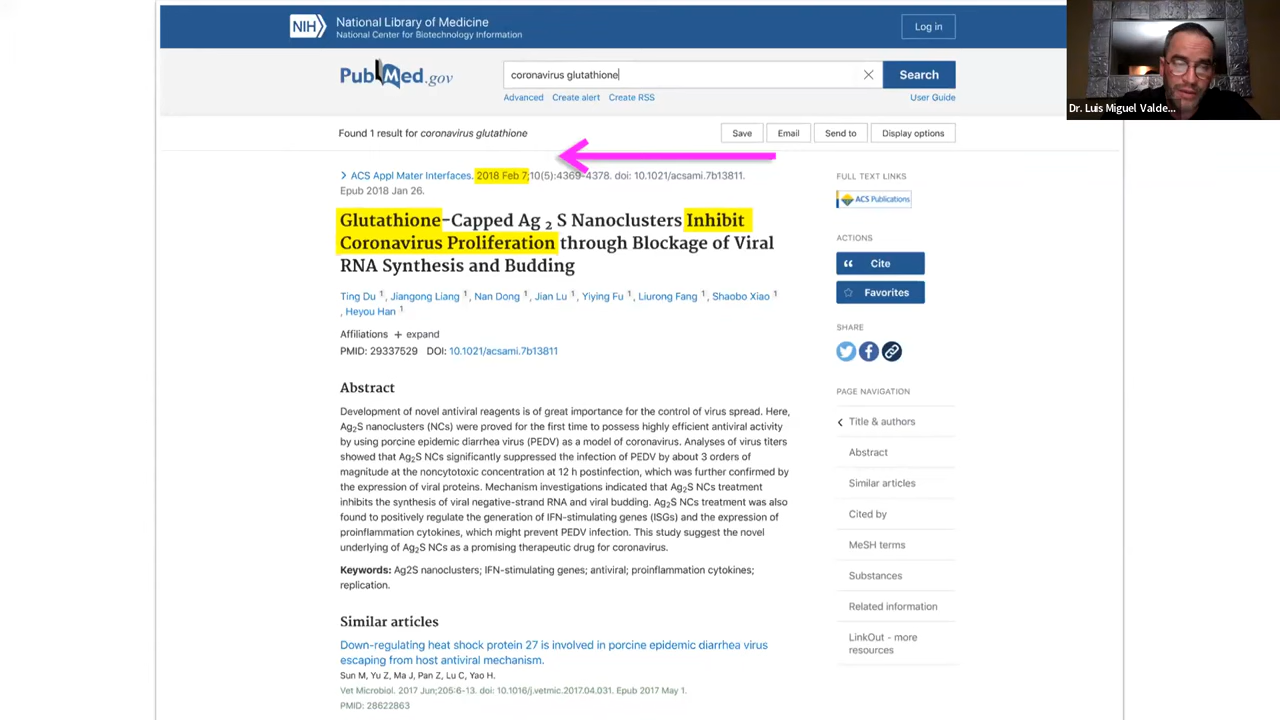 NIH
National Library of Medicine
National Center for Biotechnology Information
Log in
Dr. Luis Miguel Valde...
PubMed.gov
coronavirus glutathione
Search
Advanced Create alert Create RSS
User Guide
Found 1 result for coronavirus glutathione
Save Email Send to Display options
ACS Appl Mater Interfaces. 2018 Feb 7;10(5):4369-4378. doi: 10.1021/acsami.7b13811.
Epub 2018 Jan 26.
Glutathione-Capped Ag 2 S Nanoclusters Inhibit
Coronavirus Proliferation through Blockage of Viral
RNA Synthesis and Budding
Ting Du 1, Jiangong Liang 1, Nan Dong 1, Jian Lu 1, Yiying Fu 1, Liurong Fang 1, Shaobo Xiao 1
, Heyou Han 1
Affiliations + expand
PMID: 29337529 DOI: 10.1021/acsami.7b13811
Abstract
Development of novel antiviral reagents is of great importance for the control of virus spread. Here,
Ag2S nanoclusters (NCs) were proved for the first time to possess highly efficient antiviral activity
by using porcine epidemic diarrhea virus (PEDV) as a model of coronavirus. Analyses of virus titers
showed that Ag2S NCs significantly suppressed the infection of PEDV by about 3 orders of
magnitude at the noncytotoxic concentration at 12 h postinfection, which was further confirmed by
the expression of viral proteins. Mechanism investigations indicated that Ag2S NCs treatment
inhibits the synthesis of viral negative-strand RNA and viral budding. Ag2S NCs treatment was also
found to positively regulate the generation of IFN-stimulating genes (ISGs) and the expression of
proinflammation cytokines, which might prevent PEDV infection. This study suggest the novel
underlying of Ag2S NCs as a promising therapeutic drug for coronavirus.
Keywords: Ag2S nanoclusters; IFN-stimulating genes; antiviral; proinflammation cytokines;
replication.
Similar articles
Down-regulating heat shock protein 27 is involved in porcine epidemic diarrhea virus
escaping from host antiviral mechanism.
Sun M, Yu Z, Ma J, Pan Z, Lu C, Yao H.
Vet Microbiol. 2017 Jun;205:6-13. doi: 10.1016/j.vetmic.2017.04.031. Epub 2017 May 1.
PMID: 28622863
FULL TEXT LINKS
ACS Publications
ACTIONS
Cite
Favorites
SHARE
PAGE NAVIGATION
Title & authors
Abstract
Similar articles
Cited by
MeSH terms
Substances
Related information
LinkOut - more
resources